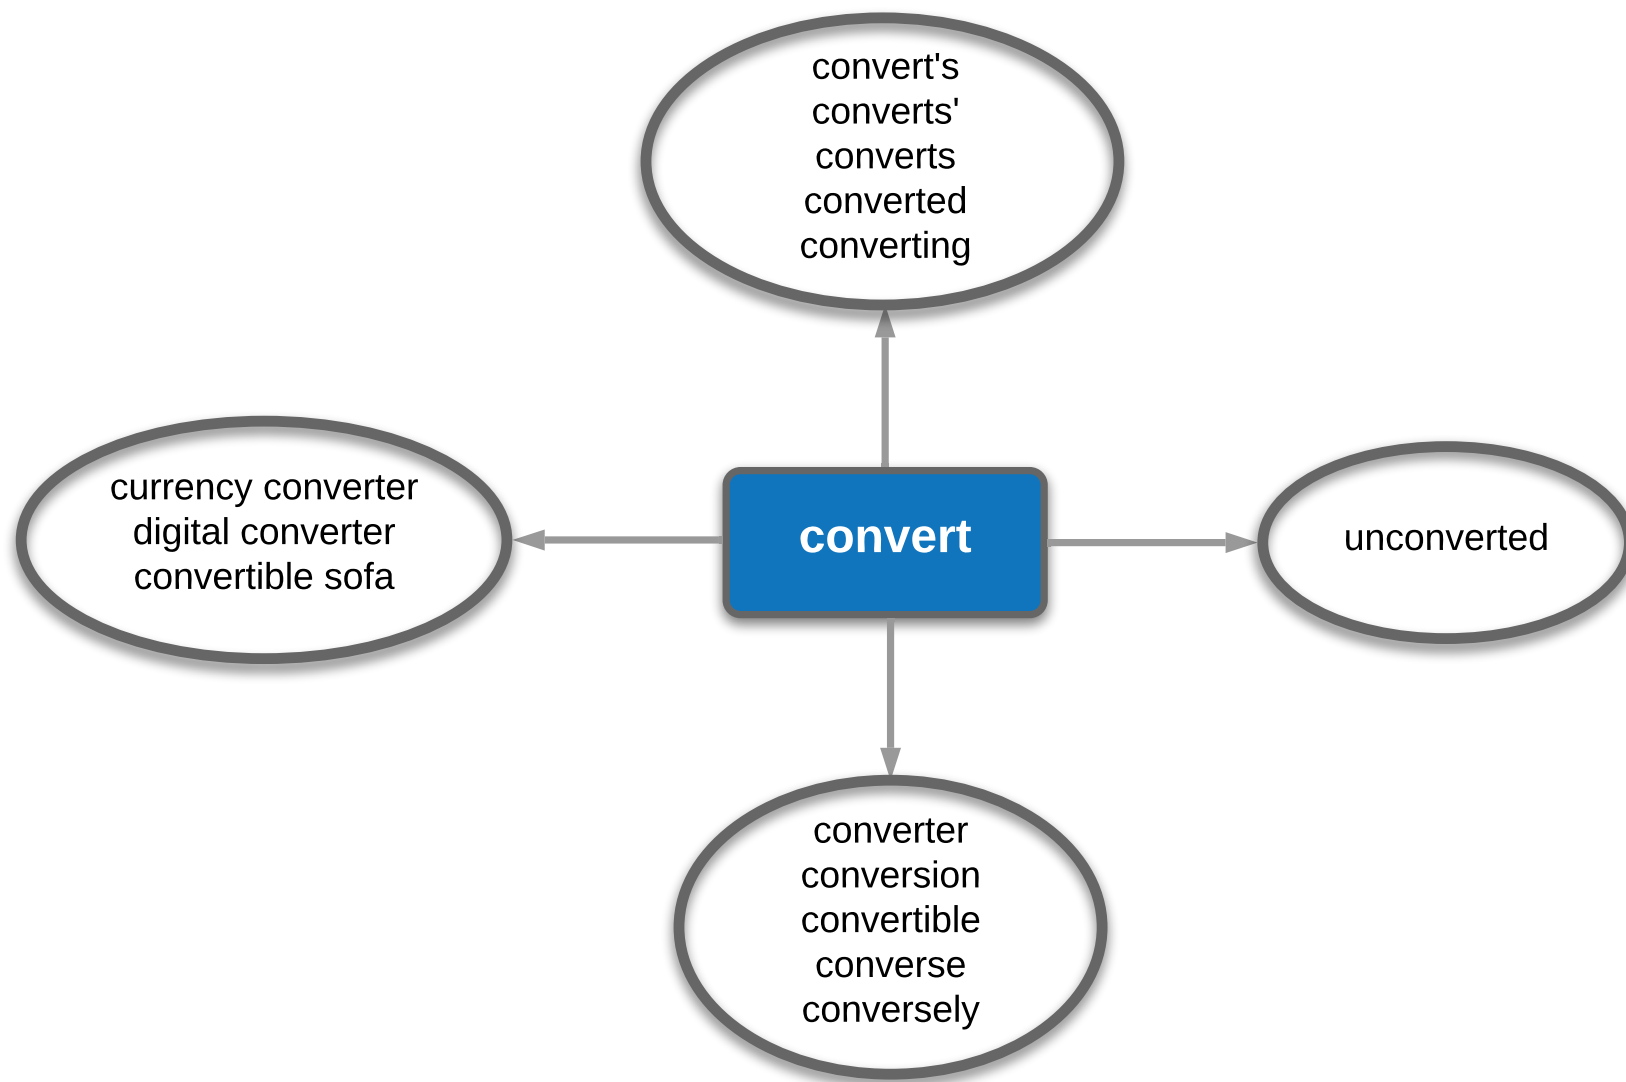 convert's
converts'
converts
converted
converting
currency converter
digital converter
convertible sofa
convert
unconverted
converter
conversion
convertible
converse
conversely